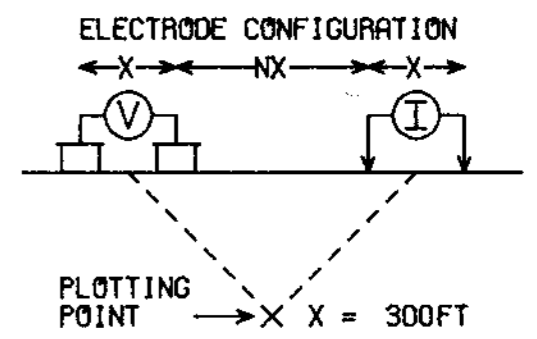 ELECTRODE CONFIGURATION
X NX X
V I
PLOTTING
POINT X = 300FT